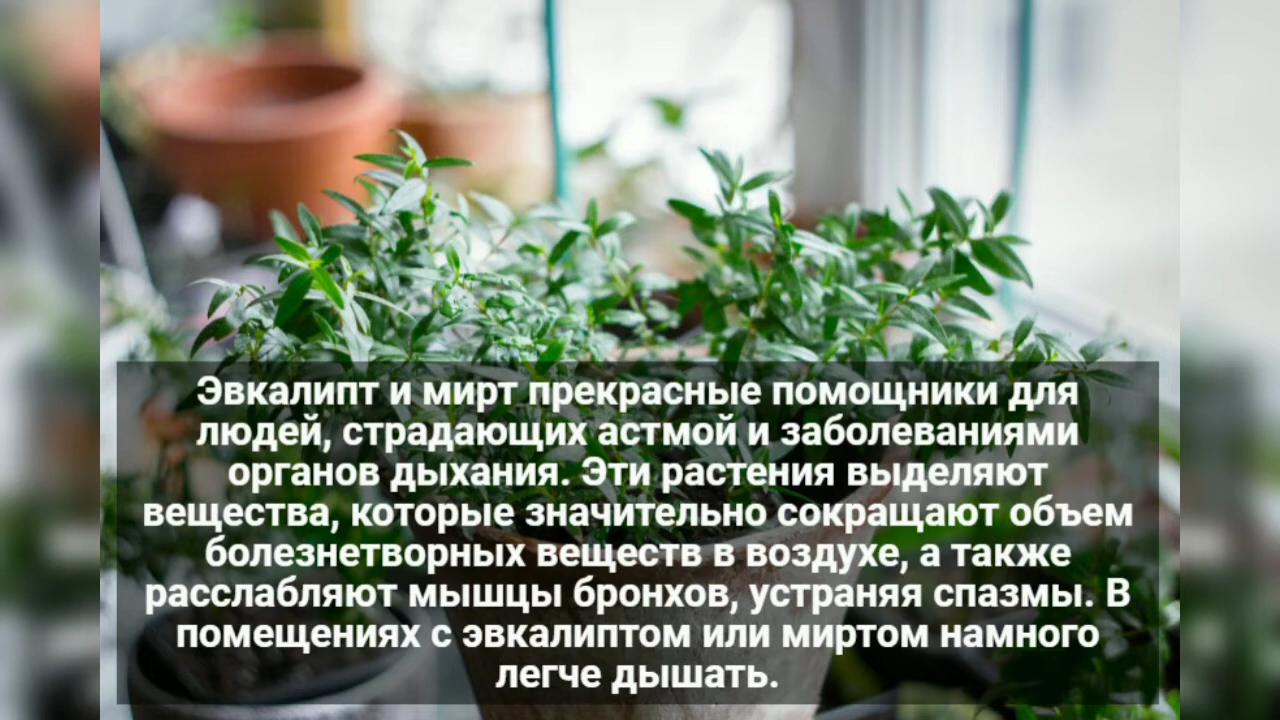 Эвкалипт и мирт прекрасные помощники для
людей, страдающих астмой и заболеваниями
органов дыхания. Эти растения выделяют
вещества, которые значительно сокращают объем
болезнетворных веществ в воздухе, а также
расслабляют мышцы бронхов, устраняя спазмы. В
помещениях с эвкалиптом или миртом намного
легче дышать.